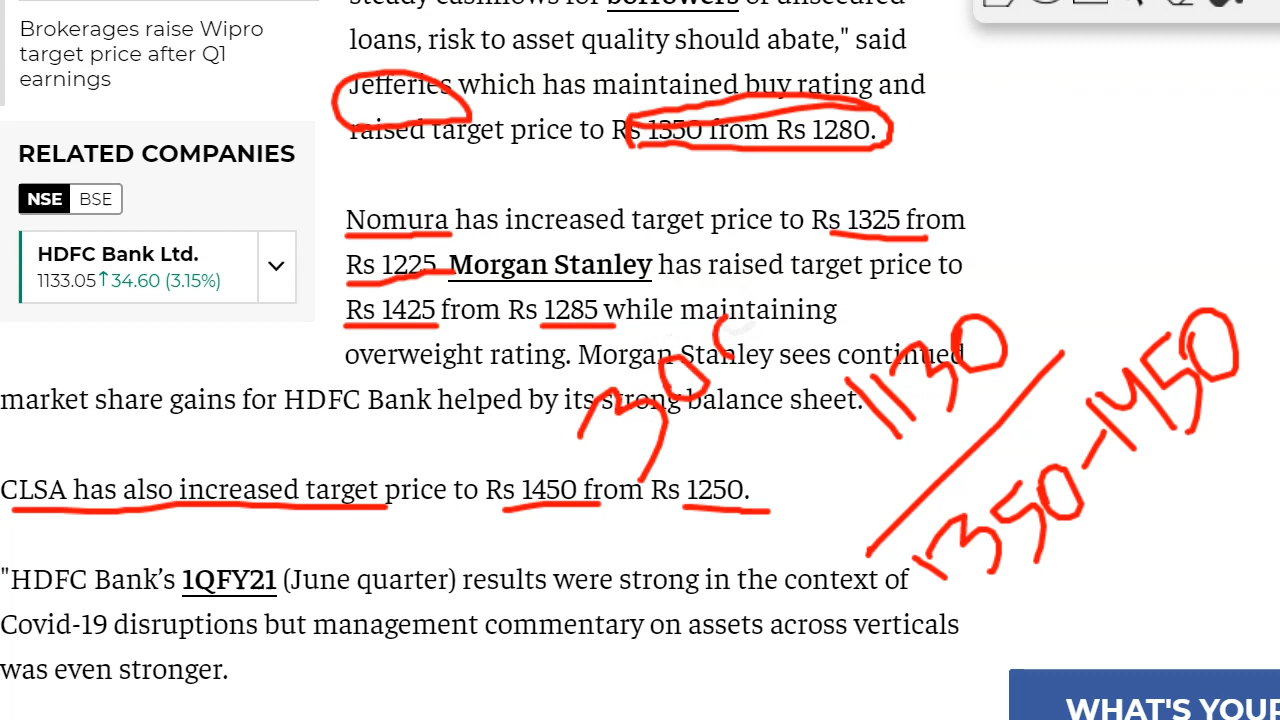 Brokerages raise Wipro
target price after Q1
earnings
RELATED COMPANIES
NSE BSE
HDFC Bank Ltd.
1133.05↑34.60 (3.15%)
steady cashflows for borrowers of unsecured
loans, risk to asset quality should abate," said
Jefferies which has maintained buy rating and
raised target price to Rs 1350 from Rs 1280.
Nomura has increased target price to Rs 1325 from
Rs 1225. Morgan Stanley has raised target price to
Rs 1425 from Rs 1285 while maintaining
overweight rating. Morgan Stanley sees continued
market share gains for HDFC Bank helped by its strong balance sheet.
30
1130
1350-1450
CLSA has also increased target price to Rs 1450 from Rs 1250.
"HDFC Bank’s 1QFY21 (June quarter) results were strong in the context of
Covid-19 disruptions but management commentary on assets across verticals
was even stronger.
WHAT'S YOUR